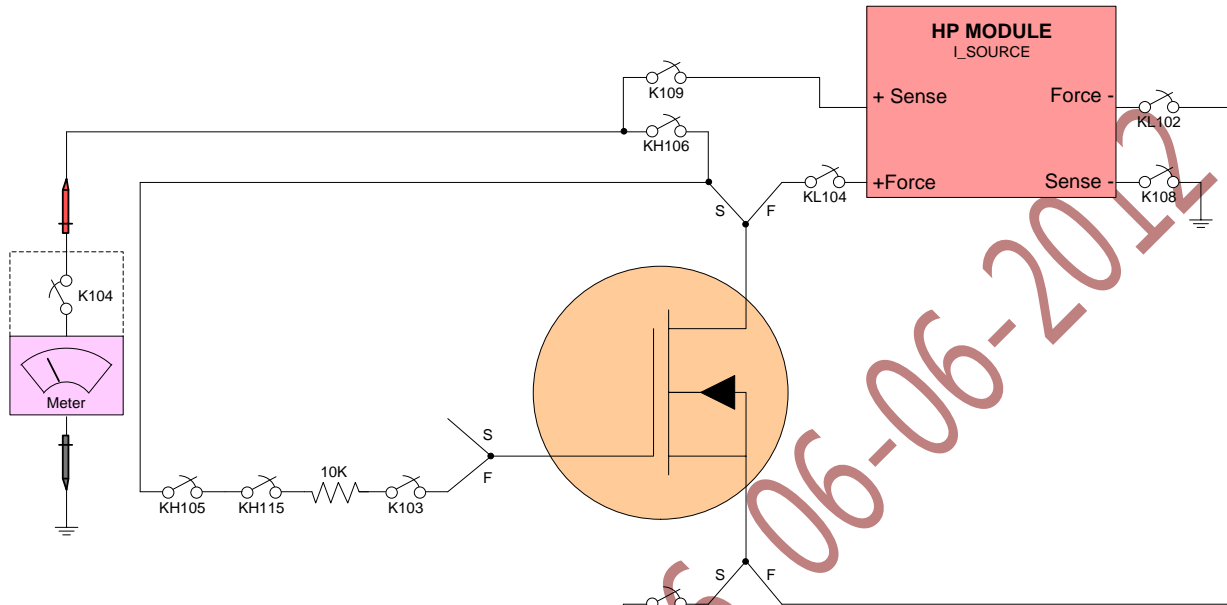 HP MODULE
I_SOURCE
+ Sense
Force -
+Force
Sense -
K109
KH106
KL102
KL104
K108
S
F
K104
Meter
S
F
10K
KH105
KH115
K103
S
F
06-06-2012